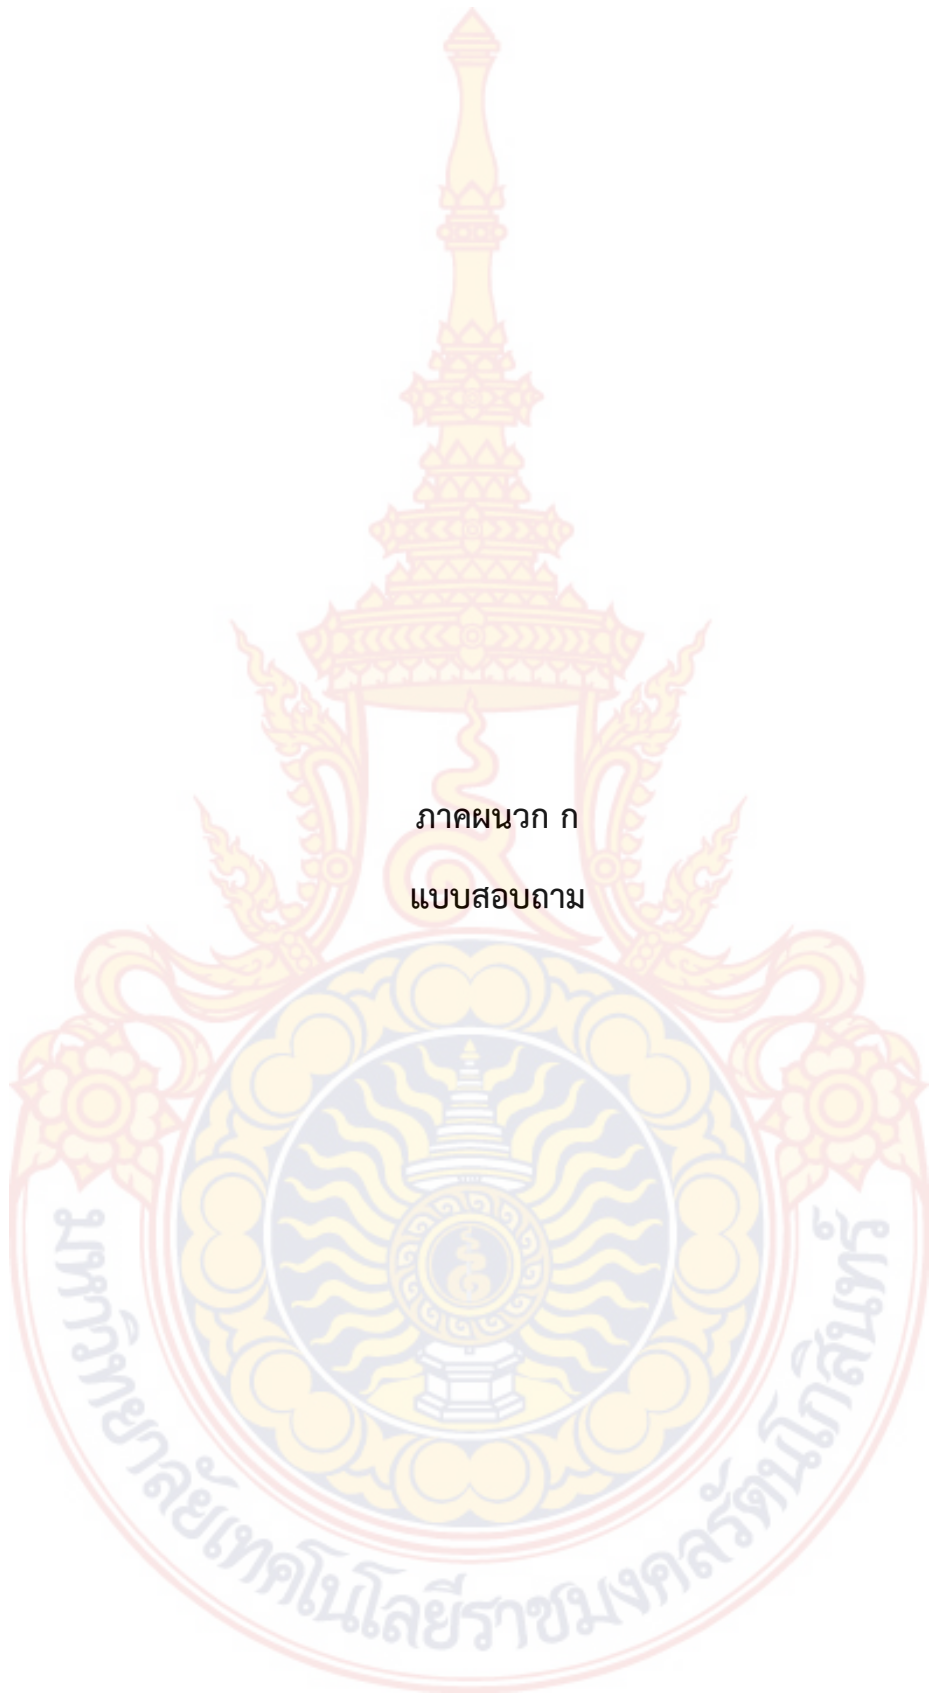 ภาคผนวก ก
แบบสอบถาม
มหาวิทยาลัยเทคโนโลยีราชมงคลรัตนโกสินทร์